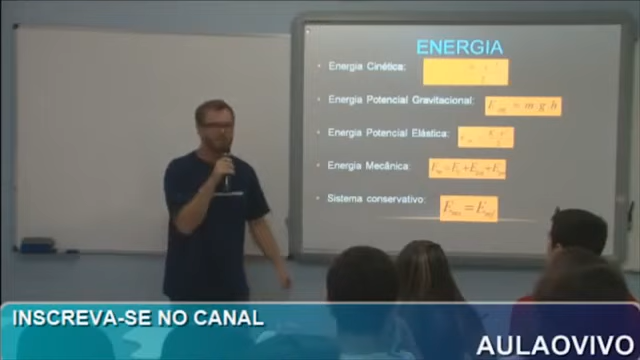 ENERGIA
• Energia Cinética:
• Energia Potencial Gravitacional: = m g h
• Energia Potencial Elástica:
• Energia Mecânica:
• Sistema conservativo:
INSCREVA-SE NO CANAL
AULAOVIVO